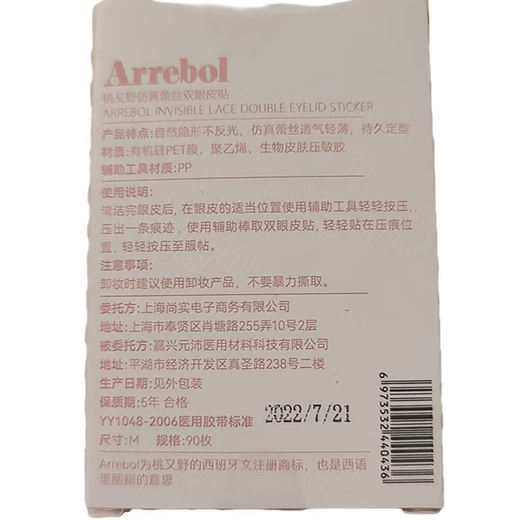 Arrebol
桃又野仿真蕾丝双眼皮贴
ARREBOL INVISIBLE LACE DOUBLE EYELID STICKER
产品特点:自然隐形不反光，仿真蕾丝透气轻薄，持久定型
材质:有机硅PET膜、聚乙烯、生物皮肤压敏胶
辅助工具材质:PP
使用说明:
清洁完眼皮后，在眼皮的适当位置使用辅助工具轻轻按压，
压出一条痕迹，使用辅助棒取双眼皮贴，轻轻贴在压痕位
置，轻轻按压至服帖。
注意事项:
卸妆时建议使用卸妆产品，不要暴力撕取。
委托方:上海尚实电子商务有限公司
地址:上海市奉贤区肖塘路255弄10号2层
被委托方:嘉兴元沛医用材料科技有限公司
地址:平湖市经济开发区真圣路238号二楼
生产日期:见外包装
保质期:5年 合格
2022/7/21
YY1048-2006医用胶带标准
尺寸:M 规格:90枚
6973532440436
Arrebol为桃又野的西班牙文注册商标，也是西语
里胭脂的意思